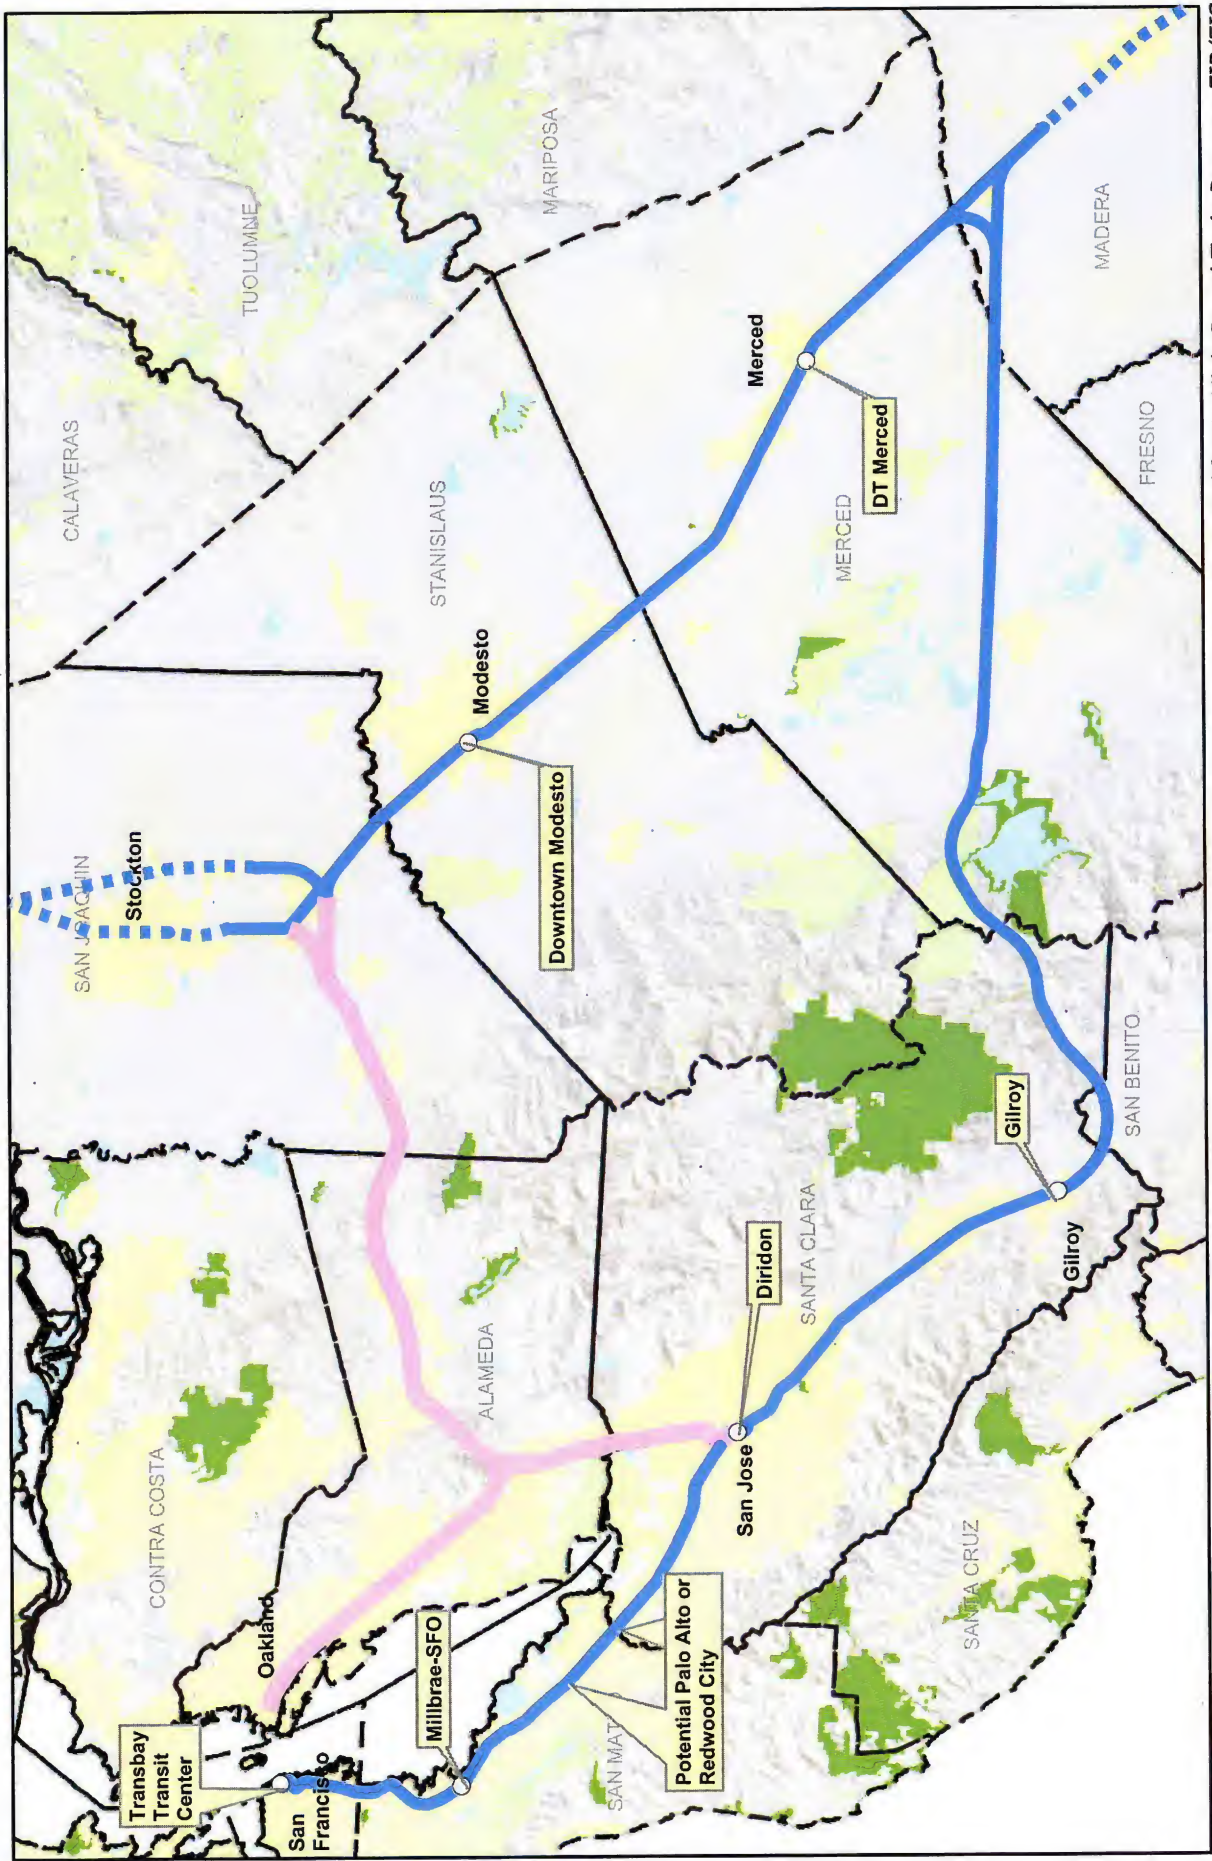 CALAVERAS
TUOLUMNE
MARIPOSA
SAN JOAQUIN
Stockton
STANISLAUS
Modesto
Downtown Modesto
Merced
DT Merced
MERCED
MADERA
FRESNO
CONTRA COSTA
ALAMEDA
Oakland
Transbay
Transit
Center
San
Francisco
Millbrae-SFO
SAN MAT
Potential Palo Alto or
Redwood City
San Jose
Diridon
SANTA CLARA
Gilroy
Gilroy
SAN BENITO
SANTA CRUZ